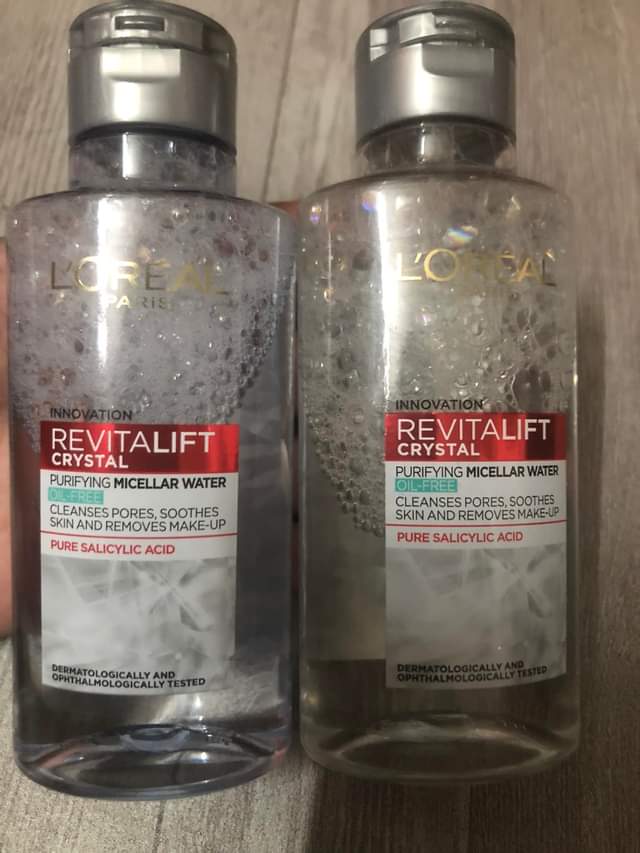 L'ORÉAL
PARIS
INNOVATION
REVITALIFT
CRYSTAL
PURIFYING MICELLAR WATER
OIL-FREE
CLEANSES PORES, SOOTHES
SKIN AND REMOVES MAKE-UP
PURE SALICYLIC ACID
DERMATOLOGICALLY AND
OPHTHALMOLOGICALLY TESTED
L'ORÉAL
INNOVATION
REVITALIFT
CRYSTAL
PURIFYING MICELLAR WATER
OIL-FREE
CLEANSES PORES, SOOTHES
SKIN AND REMOVES MAKE-UP
PURE SALICYLIC ACID
DERMATOLOGICALLY AND
OPHTHALMOLOGICALLY TESTED